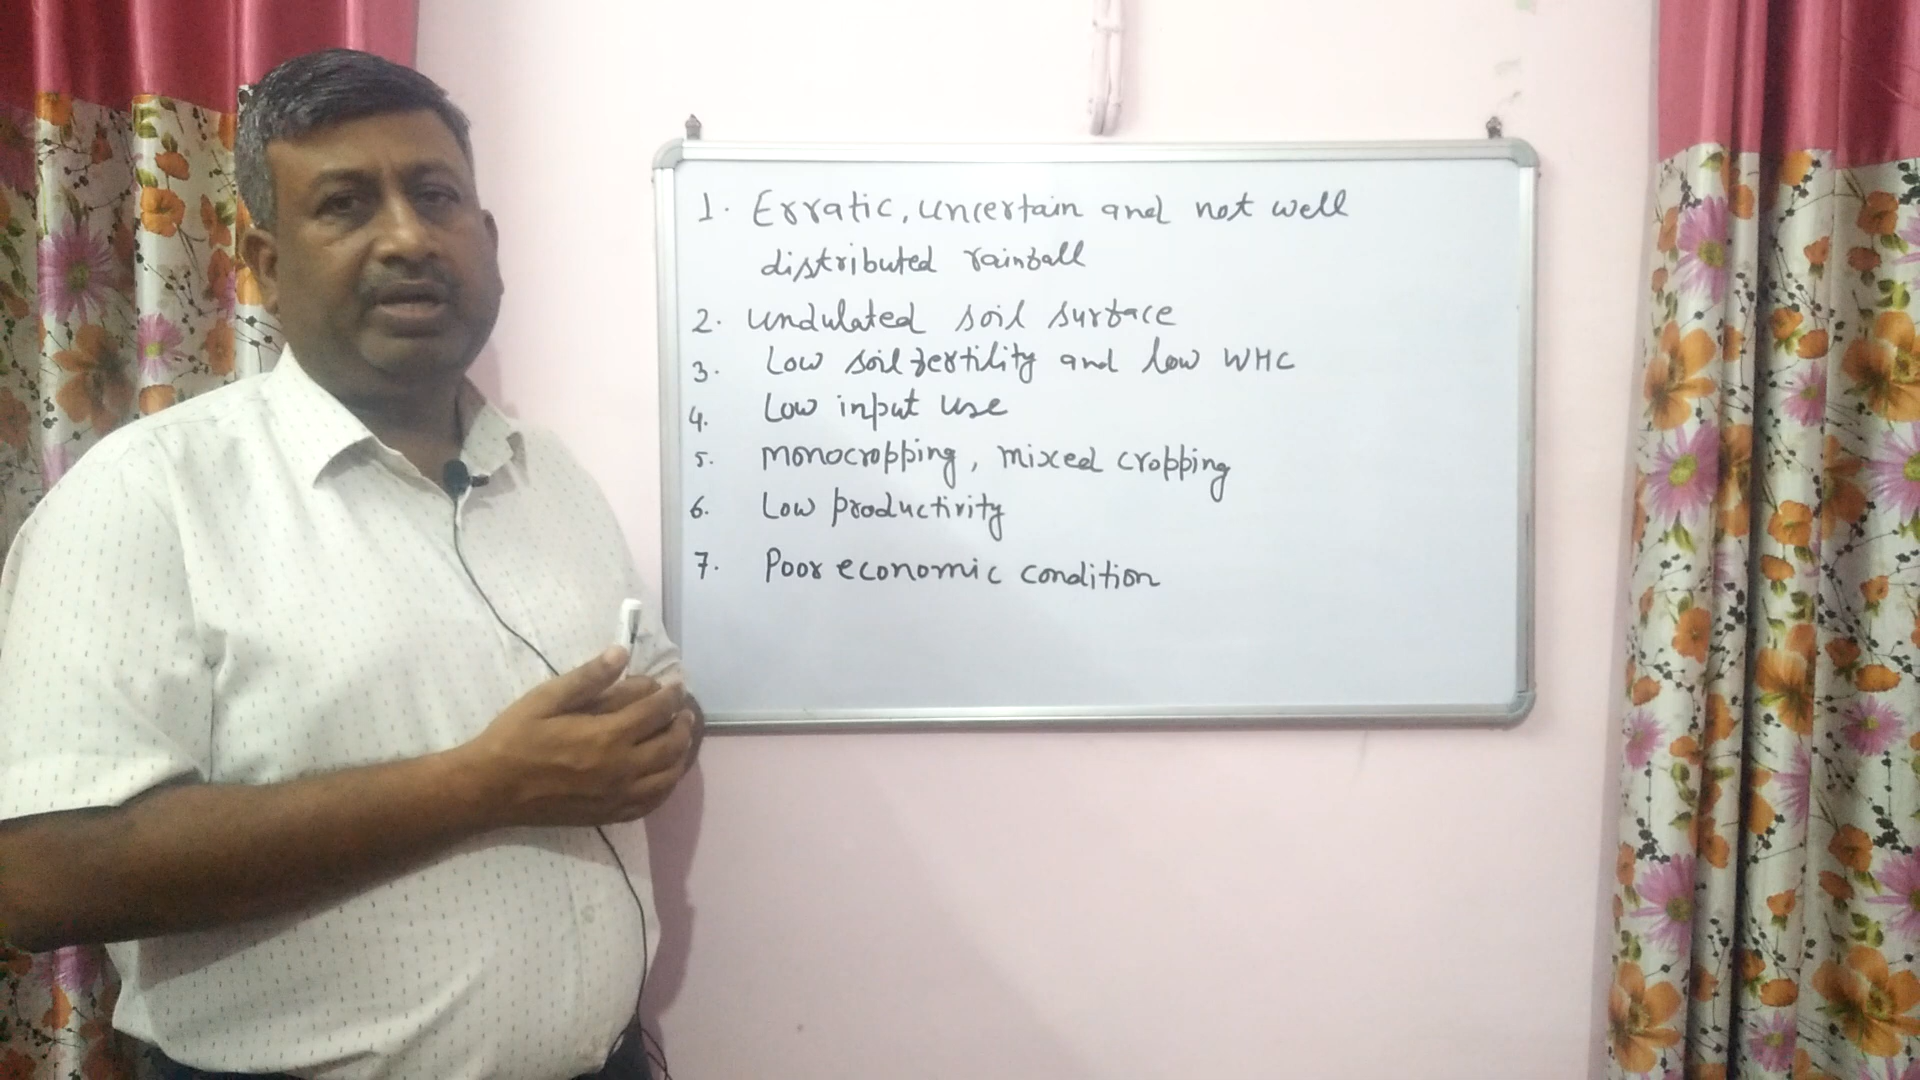 1. Erratic, uncertain and not well
distributed rainfall
2. undulated soil surface
3. Low soil fertility and low WHC
4. Low input use
5. monocropping, mixed cropping
6. Low productivity
7. Poor economic condition